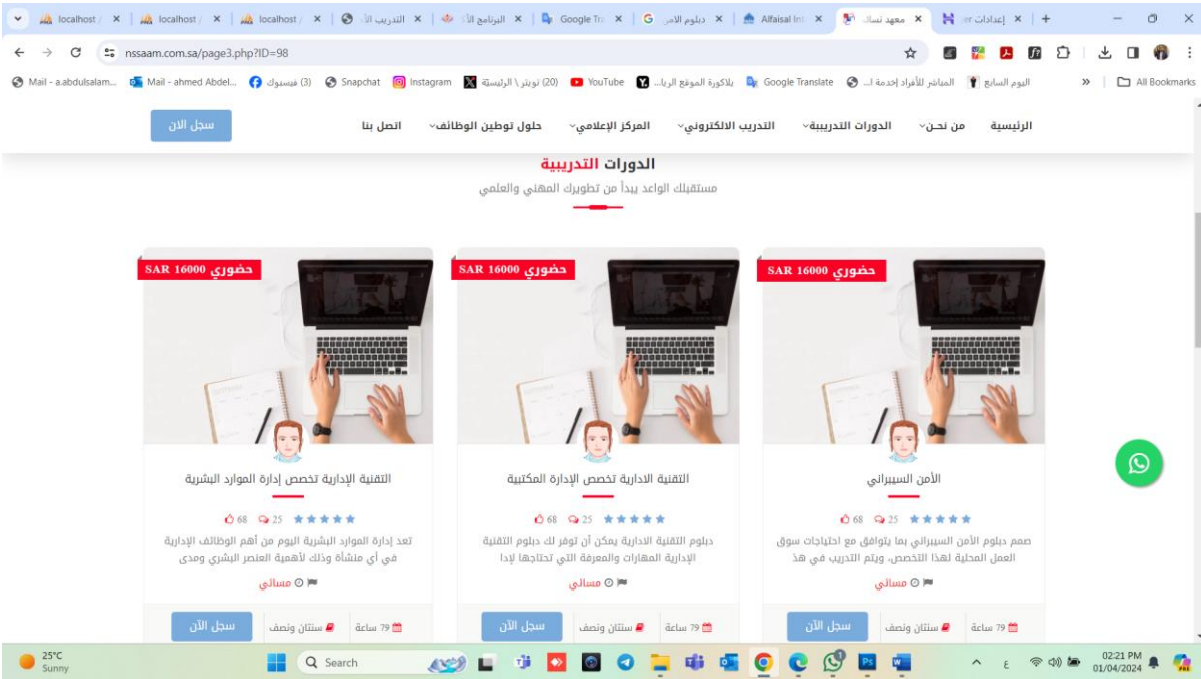 localhost /
localhost /
localhost /
التدريب الأ
البرنامج الأ
Google Tra
دبلوم الامن
Alfaisal Int
معهد نساك
إعدادات er
nssaam.com.sa/page3.php?ID=98
Mail - a.abdulsalam...
Mail - ahmed Abdel...
(3) فيسبوك
Snapchat
Instagram
(20) تويتر \ الرئيسيّة
YouTube
بلاكورة الموقع الريا...
Google Translate
المباشر للأفراد |خدمة ا...
اليوم السابع
»
All Bookmarks
الرئيسية
من نحـن
الدورات التدريبية
التدريب الالكتروني
المركز الإعلامي
حلول توطين الوظائف
اتصل بنا
سجل الان
الدورات التدريبية
مستقبلك الواعد يبدأ من تطويرك المهني والعلمي
حضوري SAR 16000
الأمن السيبراني
68 25
صمم دبلوم الأمن السيبراني بما يتوافق مع احتياجات سوق
العمل المحلية لهذا التخصص، ويتم التدريب في هذ
مسائي
79 ساعة
سنتان ونصف
سجل الآن
حضوري SAR 16000
التقنية الادارية تخصص الإدارة المكتبية
68 25
دبلوم التقنية الادارية يمكن أن توفر لك دبلوم التقنية
الإدارية المهارات والمعرفة التي تحتاجها لإدا
مسائي
79 ساعة
سنتان ونصف
سجل الآن
حضوري SAR 16000
التقنية الإدارية تخصص إدارة الموارد البشرية
68 25
تعد إدارة الموارد البشرية اليوم من أهم الوظائف الإدارية
في أي منشأة وذلك لأهمية العنصر البشري ومدى
مسائي
79 ساعة
سنتان ونصف
سجل الآن
25°C
Sunny
Search
ع
02:21 PM
01/04/2024